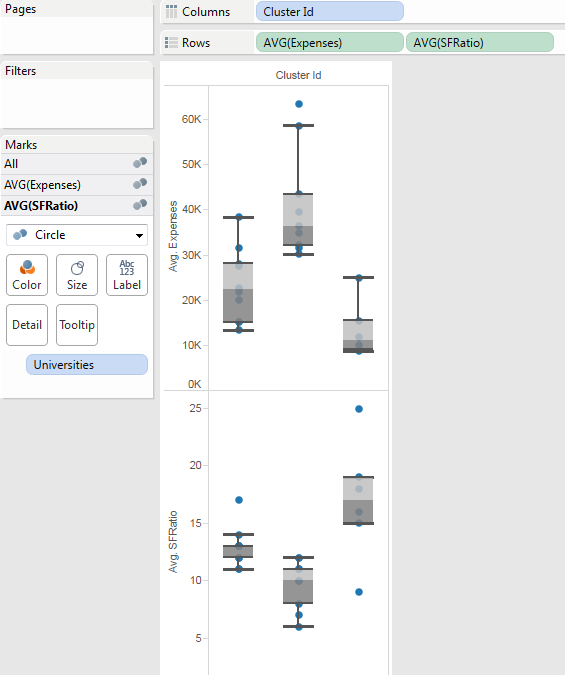 Pages
Columns Cluster Id
Rows AVG(Expenses) AVG(SFRatio)
Filters
Marks
All
AVG(Expenses)
AVG(SFRatio)
Circle
Color Size Abc 123 Label
Detail Tooltip
Universities
Cluster Id
60K
50K
40K
30K
20K
10K
0K
Avg. Expenses
25
20
15
10
5
Avg. SFRatio